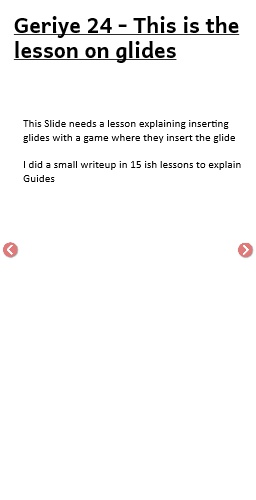 Geriye 24 - This is the
lesson on glides
This Slide needs a lesson explaining inserting
glides with a game where they insert the glide
I did a small writeup in 15 ish lessons to explain
Guides